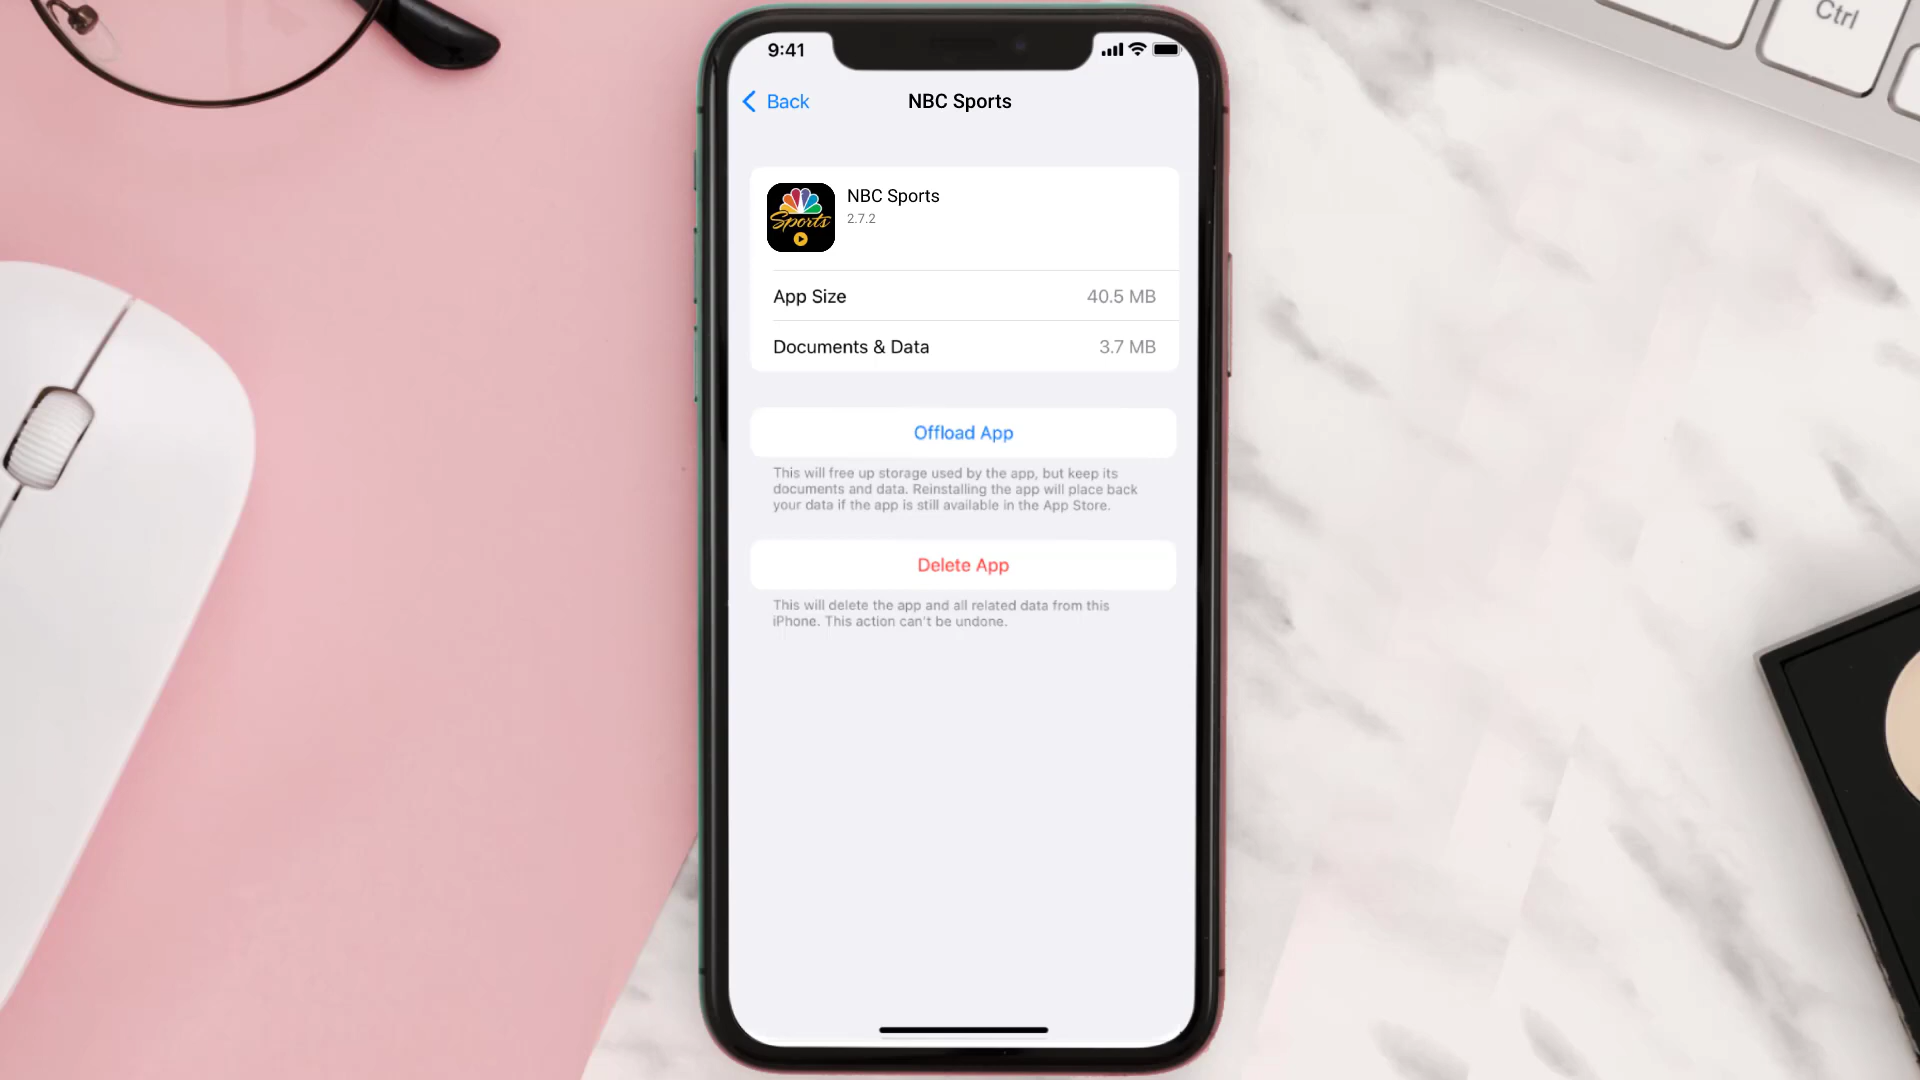 Ctrl
9:41
Back
NBC Sports
Sports
NBC Sports
2.7.2
App Size 40.5 MB
Documents & Data 3.7 MB
Offload App
This will free up storage used by the app, but keep its
documents and data. Reinstalling the app will place back
your data if the app is still available in the App Store.
Delete App
This will delete the app and all related data from this
iPhone. This action can't be undone.